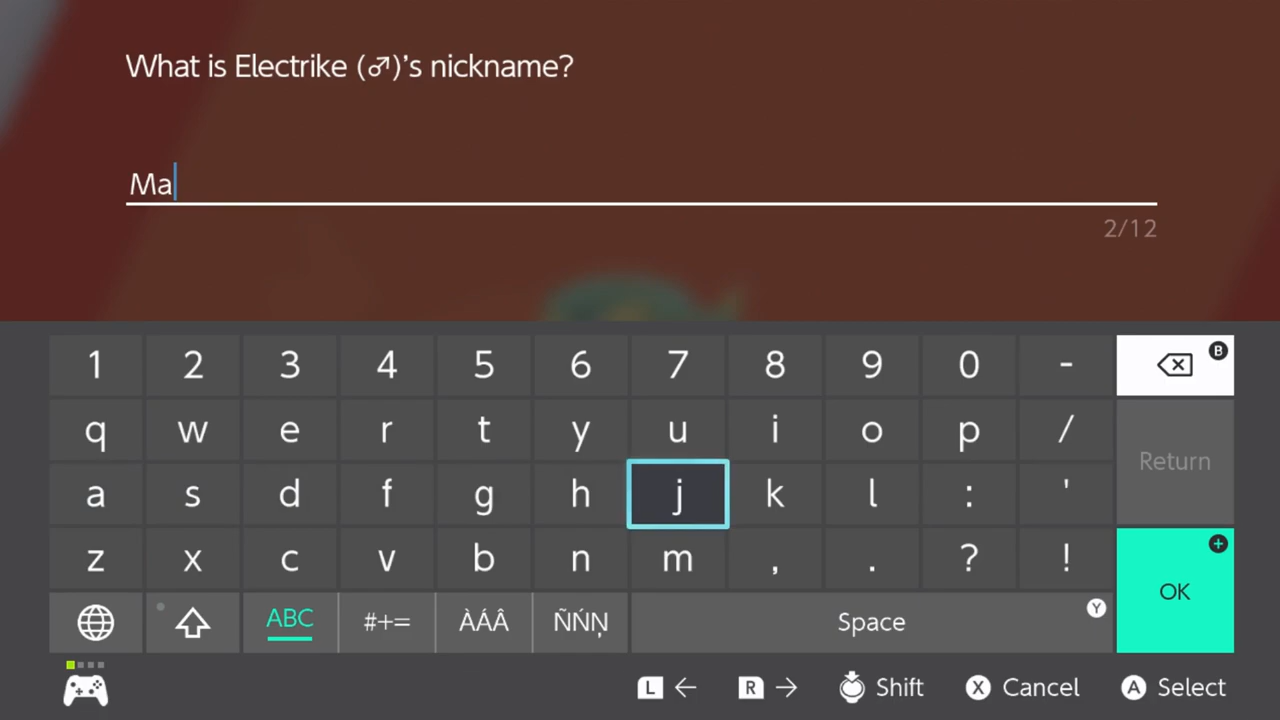 What is Electrike (♂)'s nickname?
Ma
2/12
1 2 3 4 5 6 7 8 9 0 - B
q w e r t y u i o p /
Return
a s d f g h j k l : '
z x c v b n m , . ? ! +
OK
ABC #+= ÀÁÂ ÑŃŅ Space Y
L ← R → Shift X Cancel A Select